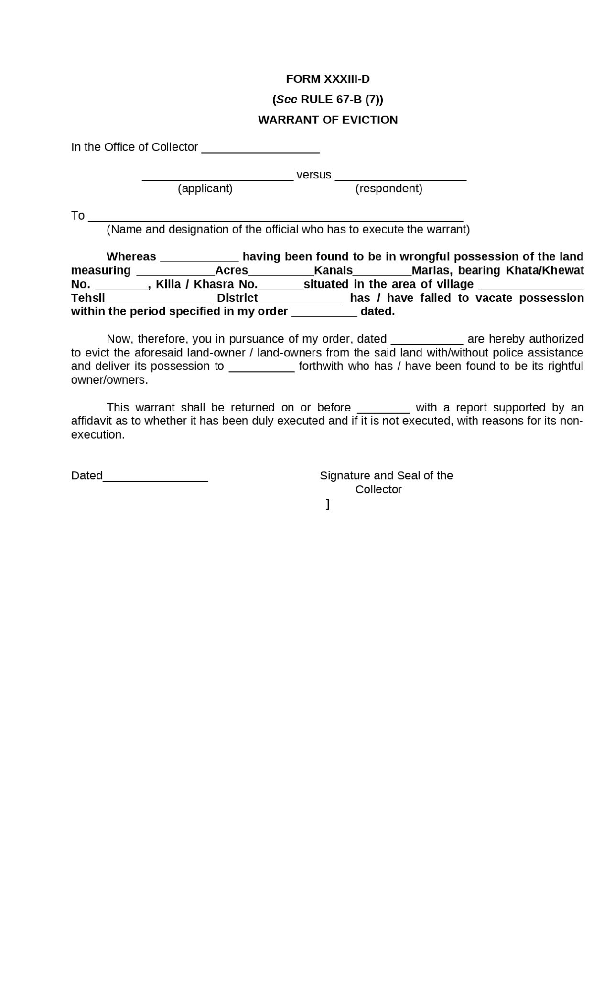 FORM XXXIII-D
(See RULE 67-B (7))
WARRANT OF EVICTION
In the Office of Collector __________________
_______________________ versus ____________________
(applicant) (respondent)
To _________________________________________________________
(Name and designation of the official who has to execute the warrant)
Whereas ____________ having been found to be in wrongful possession of the land
measuring ____________Acres__________Kanals_________Marlas, bearing Khata/Khewat
No. ________, Killa / Khasra No._______situated in the area of village ________________
Tehsil________________ District_____________ has / have failed to vacate possession
within the period specified in my order __________ dated.
Now, therefore, you in pursuance of my order, dated ___________ are hereby authorized
to evict the aforesaid land-owner / land-owners from the said land with/without police assistance
and deliver its possession to __________ forthwith who has / have been found to be its rightful
owner/owners.
This warrant shall be returned on or before ________ with a report supported by an
affidavit as to whether it has been duly executed and if it is not executed, with reasons for its non-
execution.
Dated________________ Signature and Seal of the
Collector
]